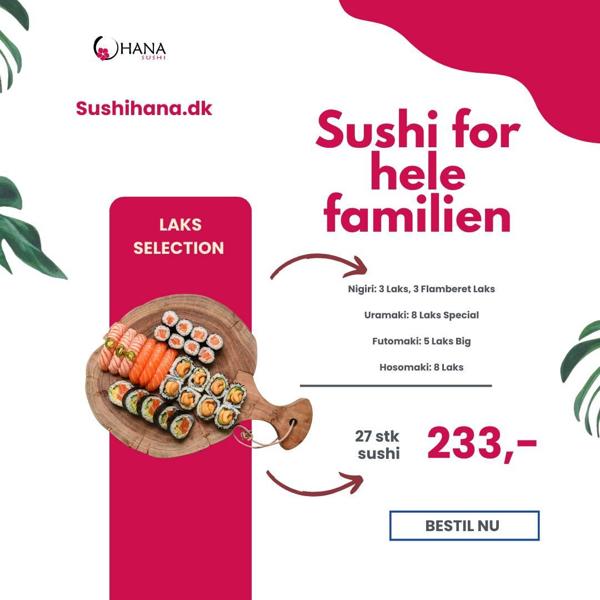 HANA
SUSHI
Sushihana.dk
Sushi for
hele
familien
LAKS
SELECTION
Nigiri: 3 Laks, 3 Flamberet Laks
Uramaki: 8 Laks Special
Futomaki: 5 Laks Big
Hosomaki: 8 Laks
27 stk
sushi
233,-
BESTIL NU